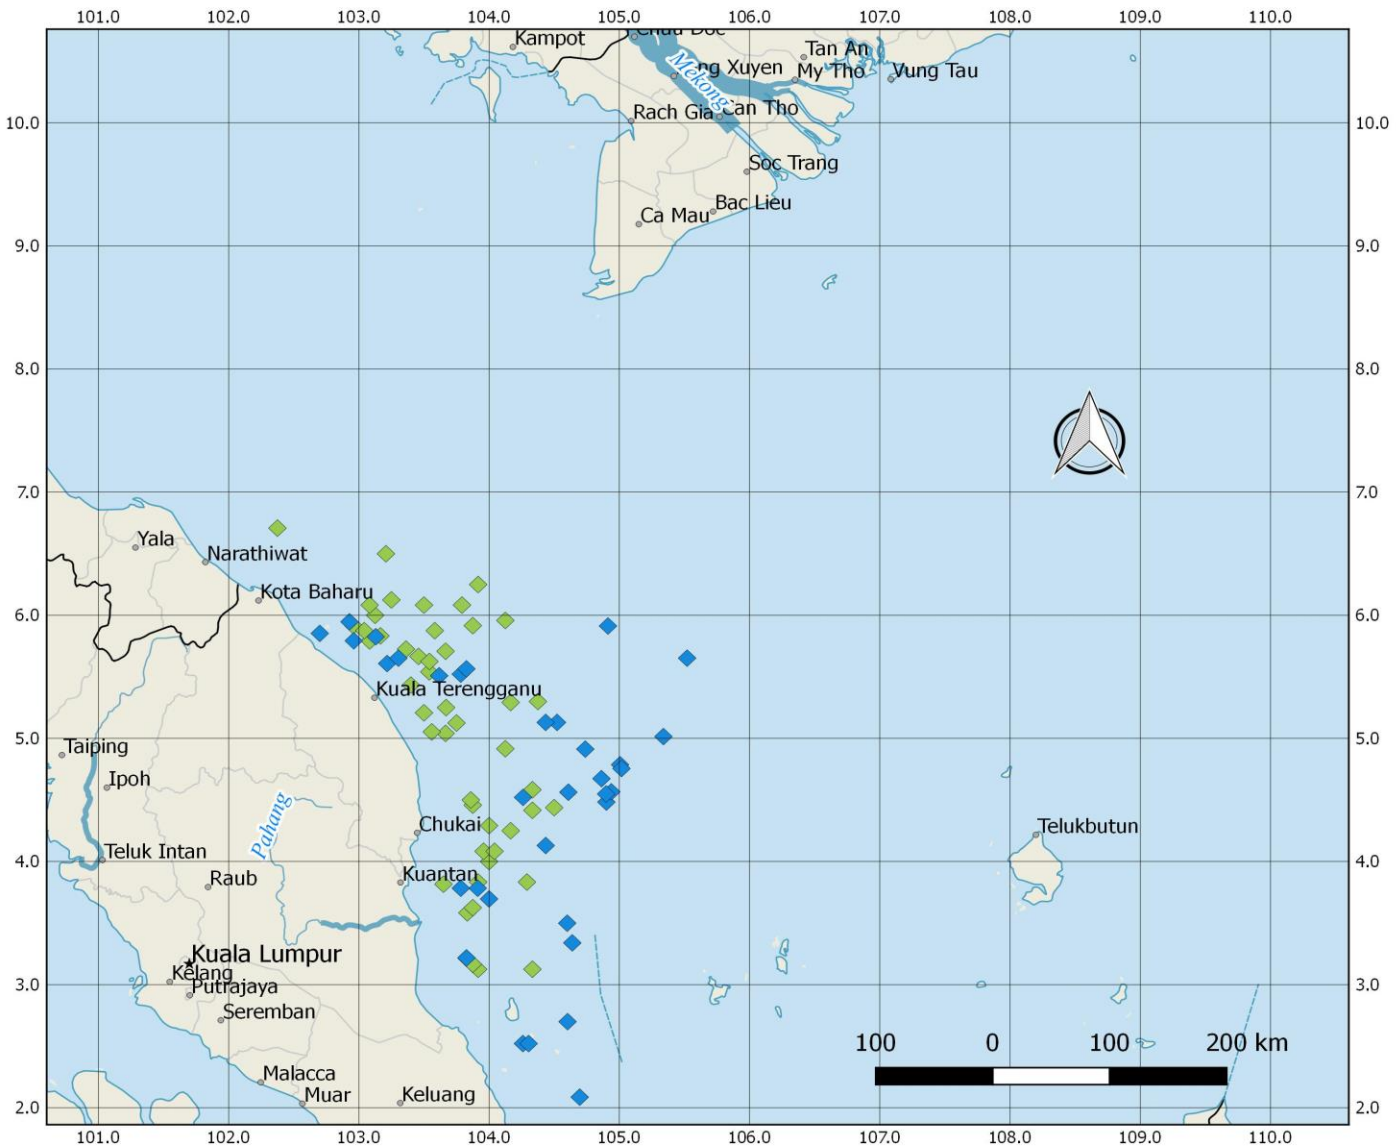 101.0 102.0 103.0 104.0 105.0 106.0 107.0 108.0 109.0 110.0
Kampot
Tan An
Xuyen
My Tho
Vung Tau
Mekong
10.0
Rach Gia
Can Tho
10.0
Soc Trang
Bac Lieu
Ca Mau
9.0 9.0
8.0 8.0
7.0 7.0
Yala
Narathiwat
Kota Baharu
6.0 6.0
Kuala Terengganu
5.0 5.0
Taiping
Ipoh
Pahang
Chukai
Telukbutun
Teluk Intan
4.0 4.0
Raub
Kuantan
Kuala Lumpur
Kelang
3.0 3.0
Putrajaya
Seremban
100 0 100 200 km
Malacca
Muar
Keluang
2.0 2.0
101.0 102.0 103.0 104.0 105.0 106.0 107.0 108.0 109.0 110.0